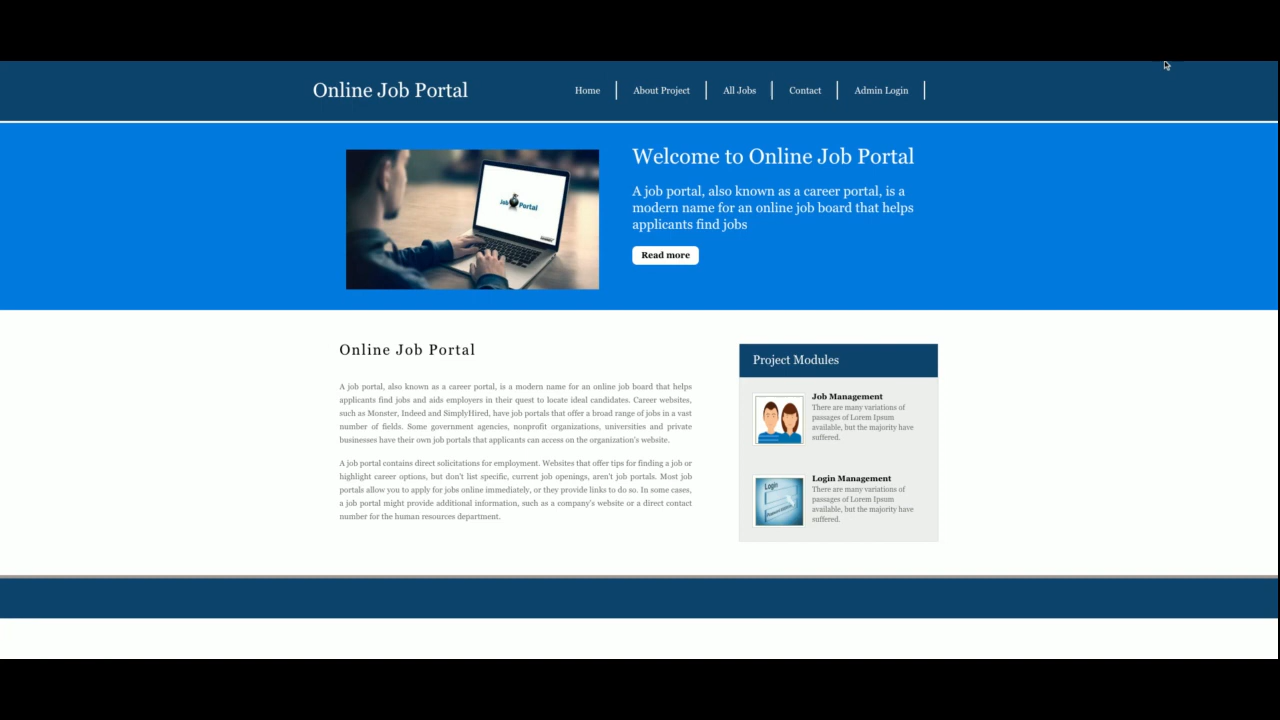 Online Job Portal
Home
About Project
All Jobs
Contact
Admin Login
Job Portal
Welcome to Online Job Portal
A job portal, also known as a career portal, is a
modern name for an online job board that helps
applicants find jobs
Read more
Online Job Portal
A job portal, also known as a career portal, is a modern name for an online job board that helps
applicants find jobs and aids employers in their quest to locate ideal candidates. Career websites,
such as Monster, Indeed and SimplyHired, have job portals that offer a broad range of jobs in a vast
number of fields. Some government agencies, nonprofit organizations, universities and private
businesses have their own job portals that applicants can access on the organization's website.
A job portal contains direct solicitations for employment. Websites that offer tips for finding a job or
highlight career options, but don't list specific, current job openings, aren't job portals. Most job
portals allow you to apply for jobs online immediately, or they provide links to do so. In some cases,
a job portal might provide additional information, such as a company's website or a direct contact
number for the human resources department.
Project Modules
Job Management
There are many variations of
passages of Lorem Ipsum
available, but the majority have
suffered.
Login
Login Management
There are many variations of
passages of Lorem Ipsum
available, but the majority have
suffered.